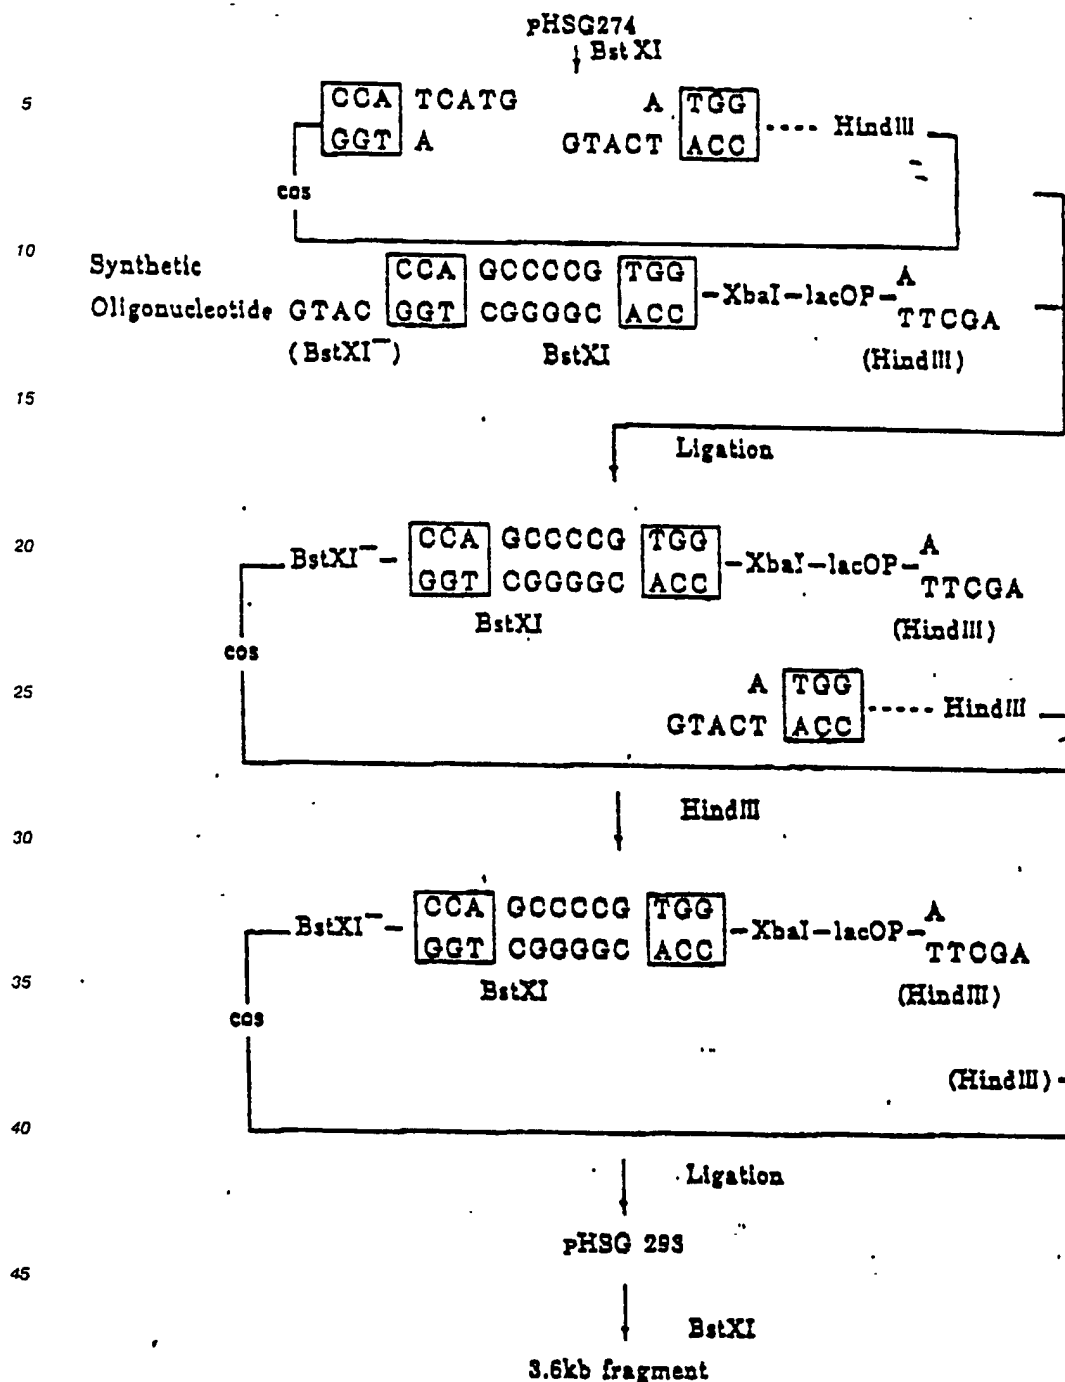 pHSG274
Bst XI
5
CCA TCATG A TGG
GGT A GTACT ACC ---- HindIII
cos
10
Synthetic CCA GCCCCG TGG A
Oligonucleotide GTAC GGT CGGGGC ACC -XbaI-lacOP- TTCGA
(BstXI⁻) BstXI (HindIII)
15
Ligation
20
BstXI⁻- CCA GCCCCG TGG -XbaI-lacOP- A
GGT CGGGGC ACC TTCGA
BstXI (HindIII)
cos
25
A TGG
GTACT ACC ----- HindIII
HindIII
30
BstXI⁻- CCA GCCCCG TGG -XbaI-lacOP- A
GGT CGGGGC ACC TTCGA
35
BstXI (HindIII)
cos
(HindIII)-
40
Ligation
pHSG 293
45
BstXI
3.6kb fragment